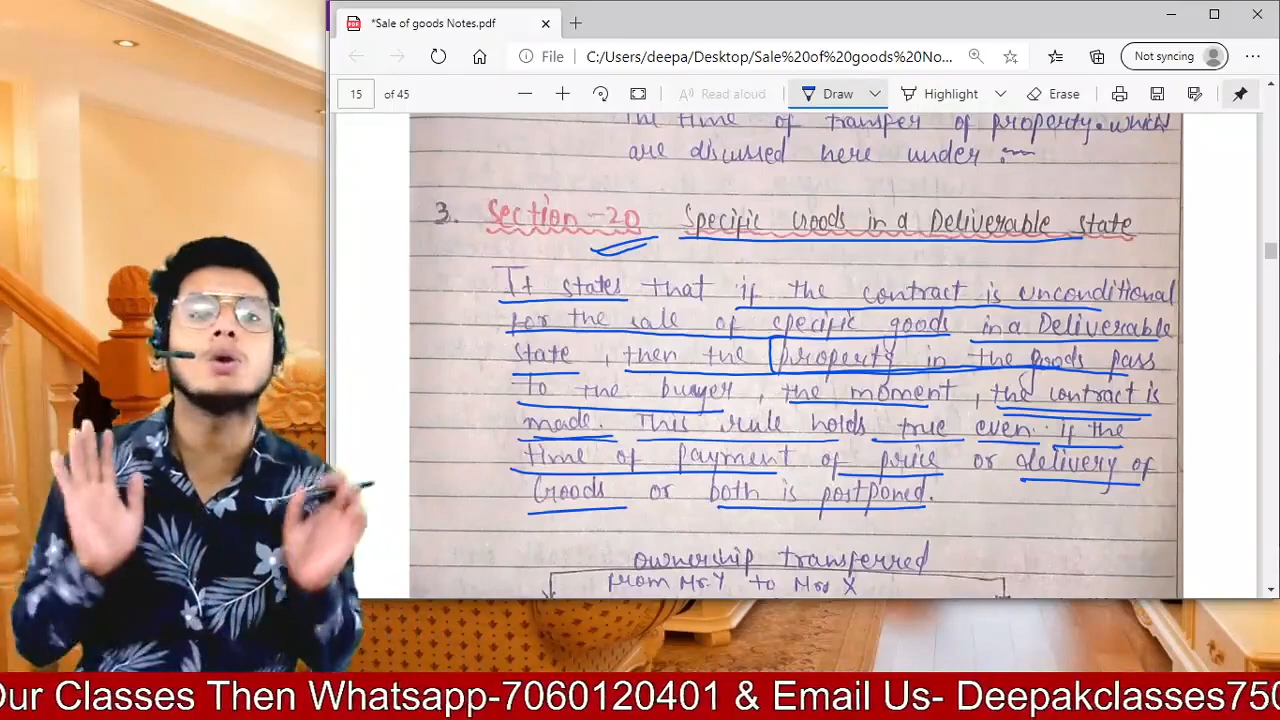 *Sale of goods Notes.pdf
File
C:/Users/deepa/Desktop/Sale%20of%20goods%20No...
Not syncing
15 of 45
Read aloud
Draw
Highlight
Erase
The time of transfer of property. which
are discussed here under :—
3. Section -20 Specific Goods in a Deliverable state
It states that if the contract is unconditional
for the sale of specific goods in a Deliverable
state, then the property in the goods pass
to the buyer, the moment, the contract is
made. This rule holds true even if the
time of payment of price or delivery of
Goods or both is postponed.
ownership transferred
from Mr. Y to Mr. X
Our Classes Then Whatsapp-7060120401 & Email Us- Deepakclasses750